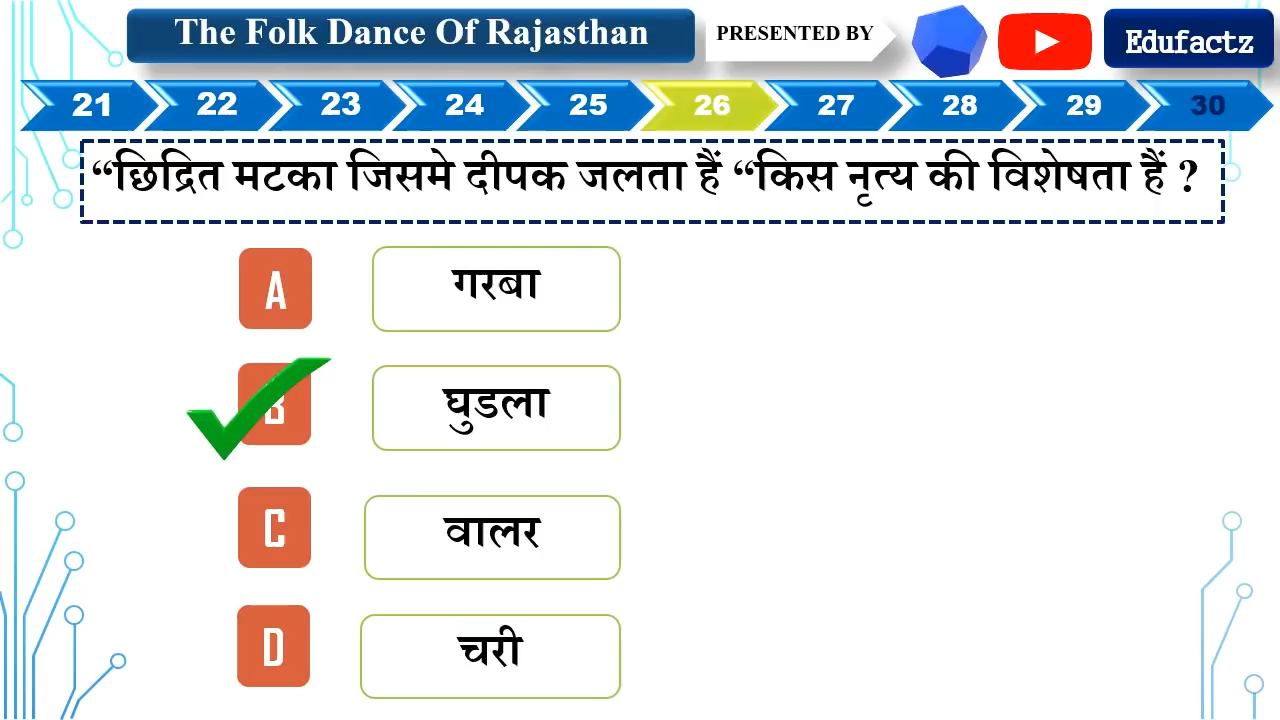 The Folk Dance Of Rajasthan
PRESENTED BY
Edufactz
21 22 23 24 25 26 27 28 29 30
“छिद्रित मटका जिसमे दीपक जलता हैं “किस नृत्य की विशेषता हैं ?
A गरबा
B घुडला
C वालर
D चरी